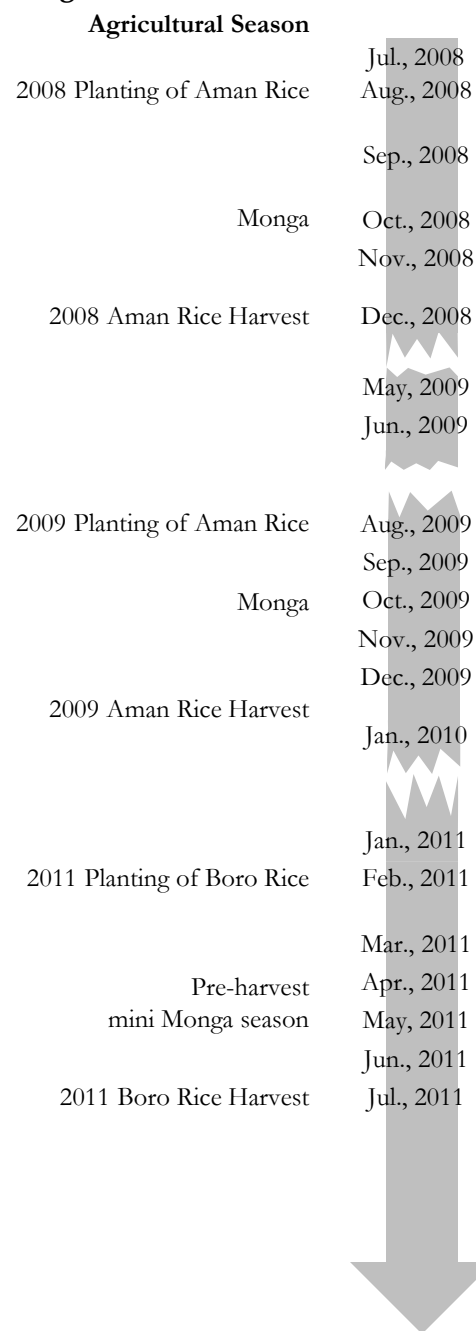 Agricultural Season
Jul., 2008
2008 Planting of Aman Rice Aug., 2008
Sep., 2008
Monga Oct., 2008
Nov., 2008
2008 Aman Rice Harvest Dec., 2008
May, 2009
Jun., 2009
2009 Planting of Aman Rice Aug., 2009
Sep., 2009
Monga Oct., 2009
Nov., 2009
Dec., 2009
2009 Aman Rice Harvest
Jan., 2010
Jan., 2011
2011 Planting of Boro Rice Feb., 2011
Mar., 2011
Pre-harvest Apr., 2011
mini Monga season May, 2011
Jun., 2011
2011 Boro Rice Harvest Jul., 2011